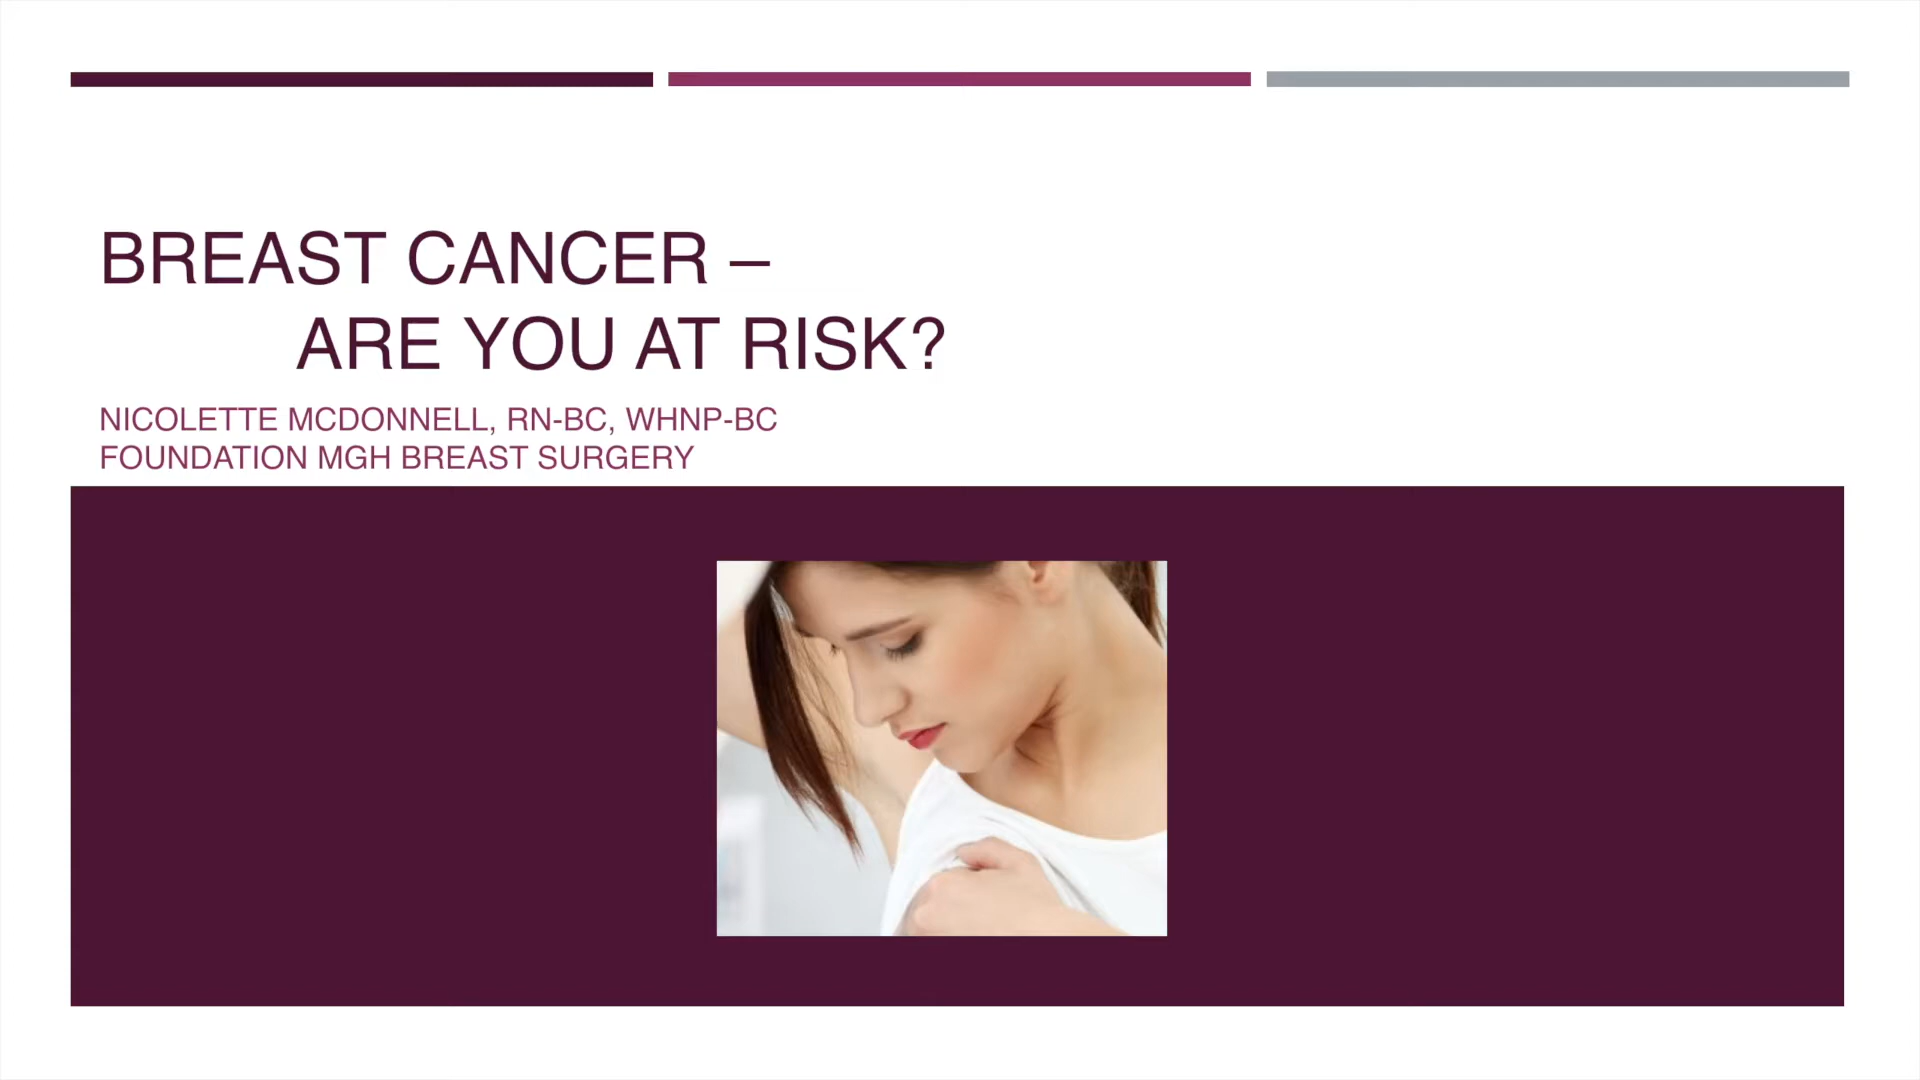 BREAST CANCER –
ARE YOU AT RISK?
NICOLETTE MCDONNELL, RN-BC, WHNP-BC
FOUNDATION MGH BREAST SURGERY